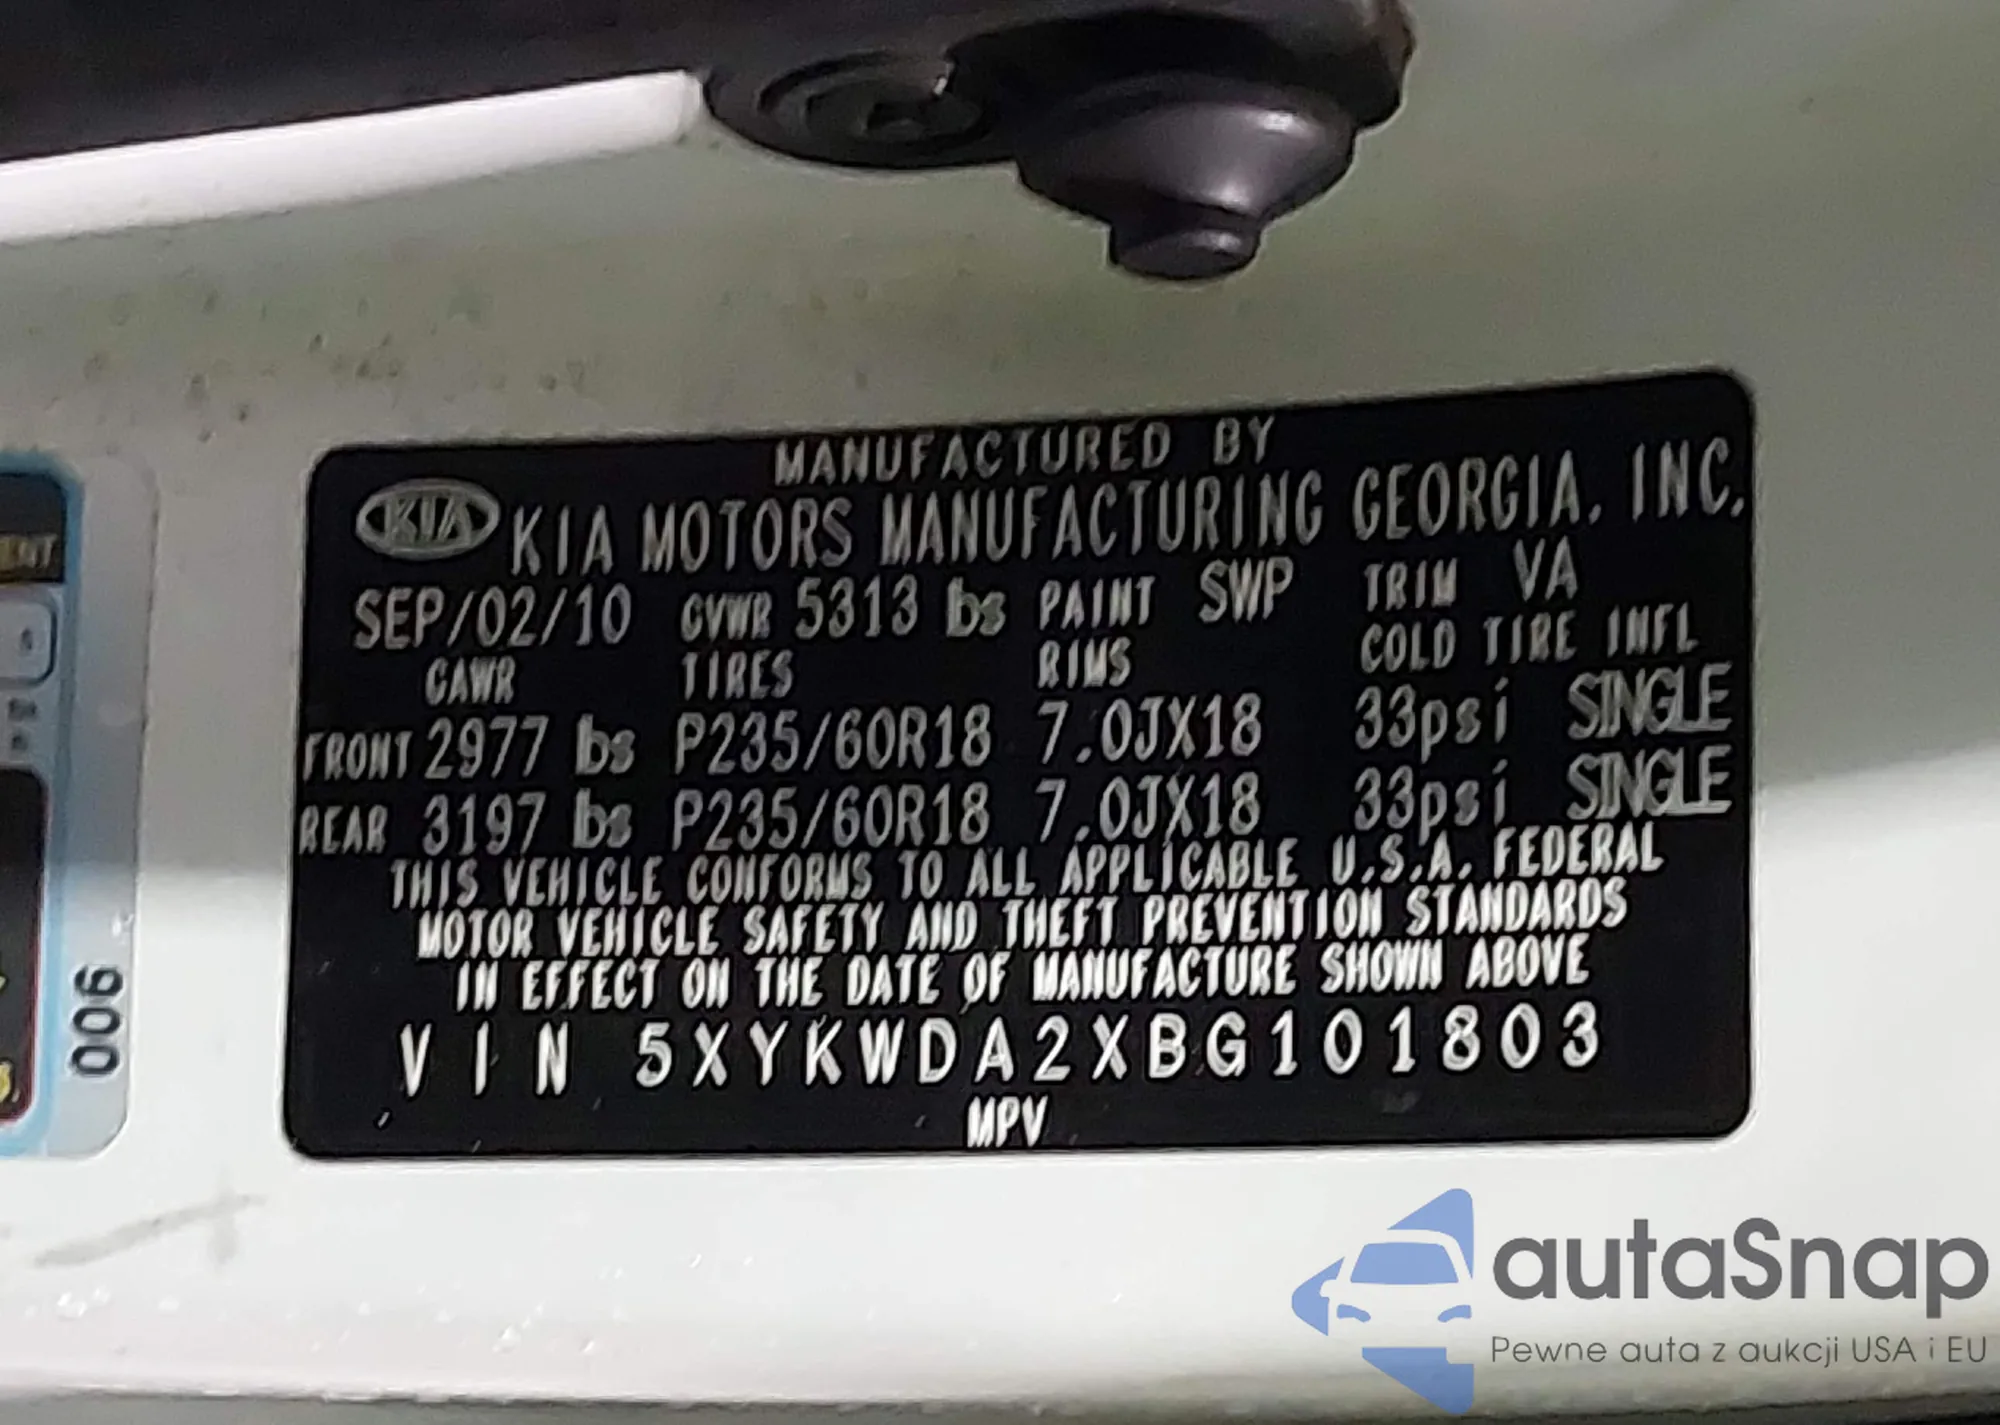 MANUFACTURED BY
KIA KIA MOTORS MANUFACTURING GEORGIA, INC.
SEP/02/10 GVWR 5313 lbs PAINT SWP TRIM VA
GAWR TIRES RIMS COLD TIRE INFL
FRONT 2977 lbs P235/60R18 7.0JX18 33psi SINGLE
REAR 3197 lbs P235/60R18 7.0JX18 33psi SINGLE
THIS VEHICLE CONFORMS TO ALL APPLICABLE U.S.A. FEDERAL
MOTOR VEHICLE SAFETY AND THEFT PREVENTION STANDARDS
IN EFFECT ON THE DATE OF MANUFACTURE SHOWN ABOVE
VIN 5XYKWDA2XBG101803
MPV
006
autaSnap
Pewne auta z aukcji USA i EU